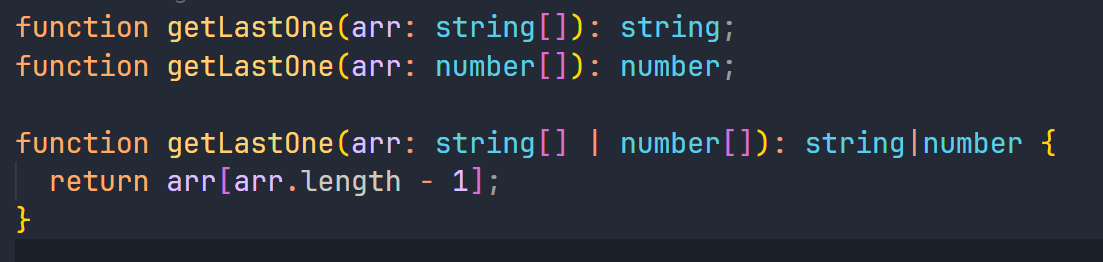 function getLastOne(arr: string[]): string;
function getLastOne(arr: number[]): number;
function getLastOne(arr: string[] | number[]): string|number {
  return arr[arr.length - 1];
}